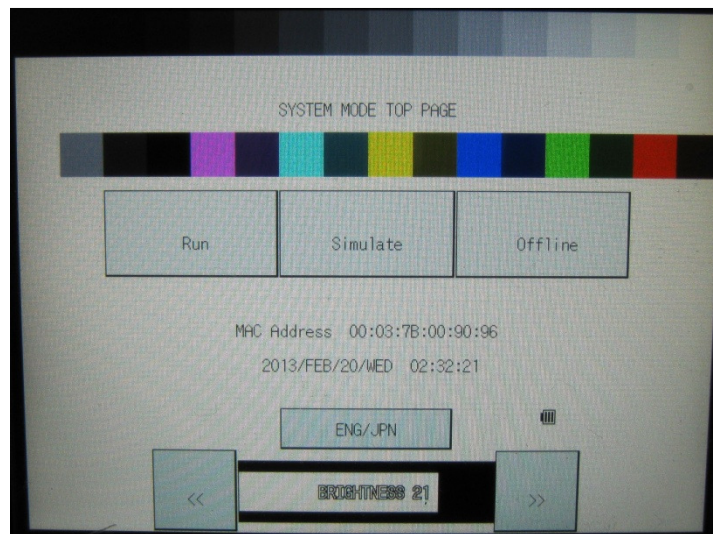 SYSTEM MODE TOP PAGE
Run Simulate Offline
MAC Address 00:03:7B:00:90:96
2013/FEB/20/WED 02:32:21
ENG/JPN
<< BRIGHTNESS 21 >>